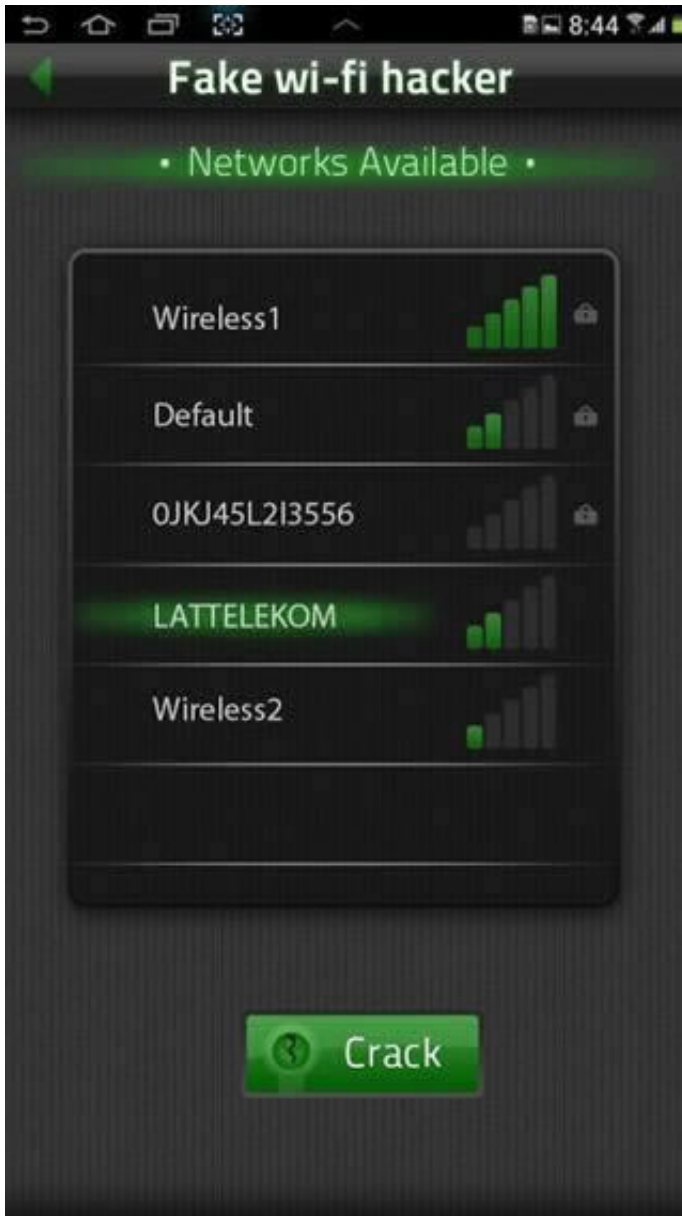 8:44
Fake wi-fi hacker
• Networks Available •
Wireless1
Default
0JKJ45L2I3556
LATTELEKOM
Wireless2
Crack